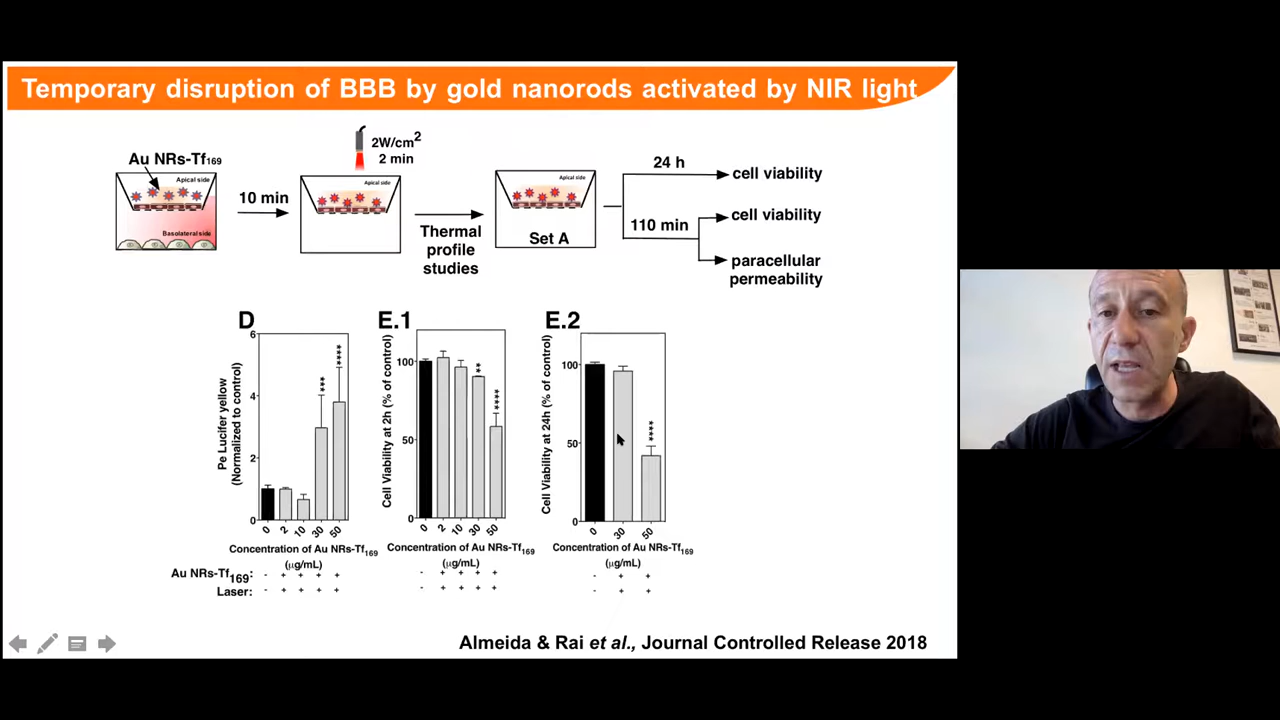 Temporary disruption of BBB by gold nanorods activated by NIR light
Au NRs-Tf169
Apical side
Basolateral side
10 min
2W/cm2
2 min
Apical side
Thermal
profile
studies
Apical side
Set A
24 h
cell viability
110 min
cell viability
paracellular
permeability
D
Pe Lucifer yellow
(Normalized to control)
6
4
2
0
***
****
0 2 10 30 50
Concentration of Au NRs-Tf169
(µg/mL)
E.1
Cell Viability at 2h (% of control)
100
50
0
**
****
0 2 10 30 50
Concentration of Au NRs-Tf169
(µg/mL)
E.2
Cell Viability at 24h (% of control)
100
50
0
****
0 30 50
Concentration of Au NRs-Tf169
(µg/mL)
Au NRs-Tf169: - + + + + - + + + + - + +
Laser: - + + + + - + + + + - + +
Almeida & Rai et al., Journal Controlled Release 2018